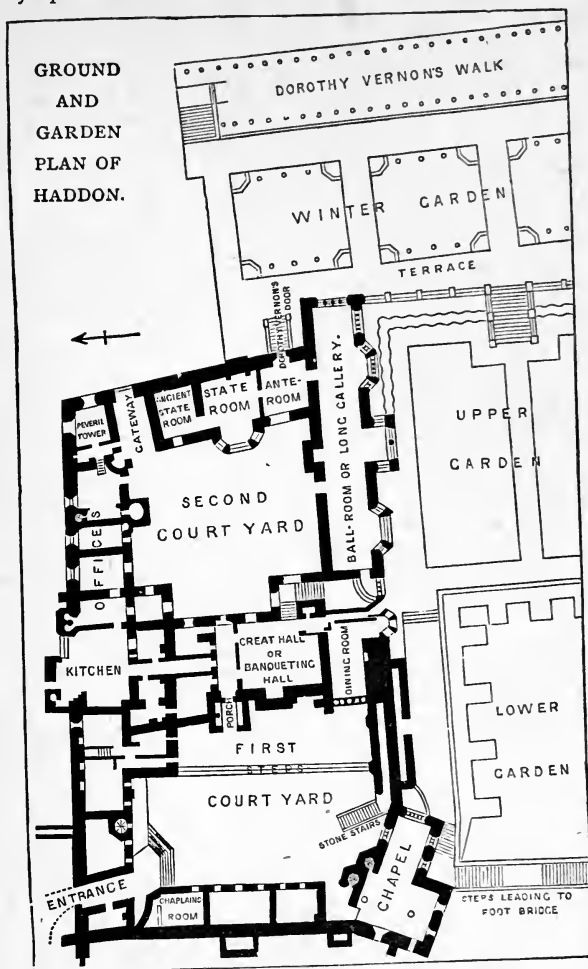 GROUND
AND
GARDEN
PLAN OF
HADDON.
DOROTHY VERNON'S WALK
WINTER GARDEN
TERRACE
DOROTHY VERNON'S
DOOR
PEVERIL
TOWER
GATEWAY
ANCIENT
STATE
ROOM
STATE
ROOM
ANTE-
ROOM
BALL-ROOM OR LONG GALLERY.
UPPER
GARDEN
SECOND
COURT YARD
OFFICES
KITCHEN
GREAT HALL
OR
BANQUETING
HALL
DINING ROOM
PORCH
LOWER
GARDEN
FIRST
STEPS
COURT YARD
STONE STAIRS
CHAPEL
ENTRANCE
CHAPLAINS
ROOM
STEPS LEADING TO
FOOT BRIDGE